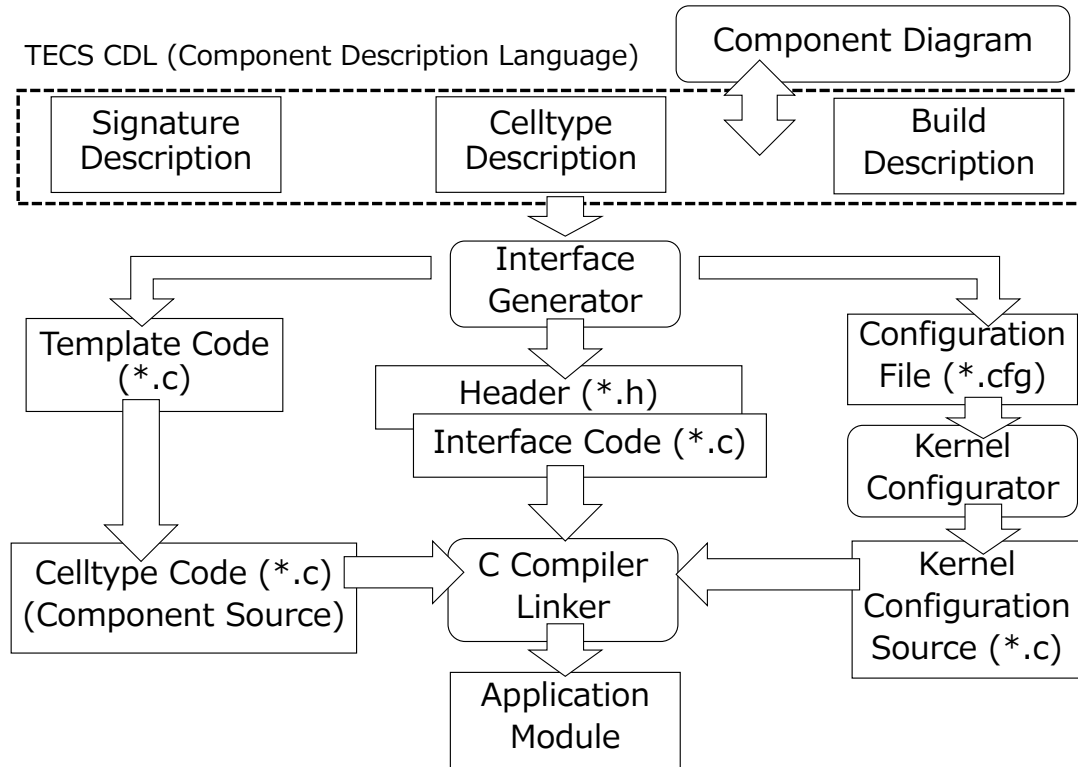 Component Diagram
TECS CDL (Component Description Language)
Signature
Description
Celltype
Description
Build
Description
Interface
Generator
Template Code
(*.c)
Header (*.h)
Interface Code (*.c)
Configuration
File (*.cfg)
Kernel
Configurator
Celltype Code (*.c)
(Component Source)
C Compiler
Linker
Kernel
Configuration
Source (*.c)
Application
Module